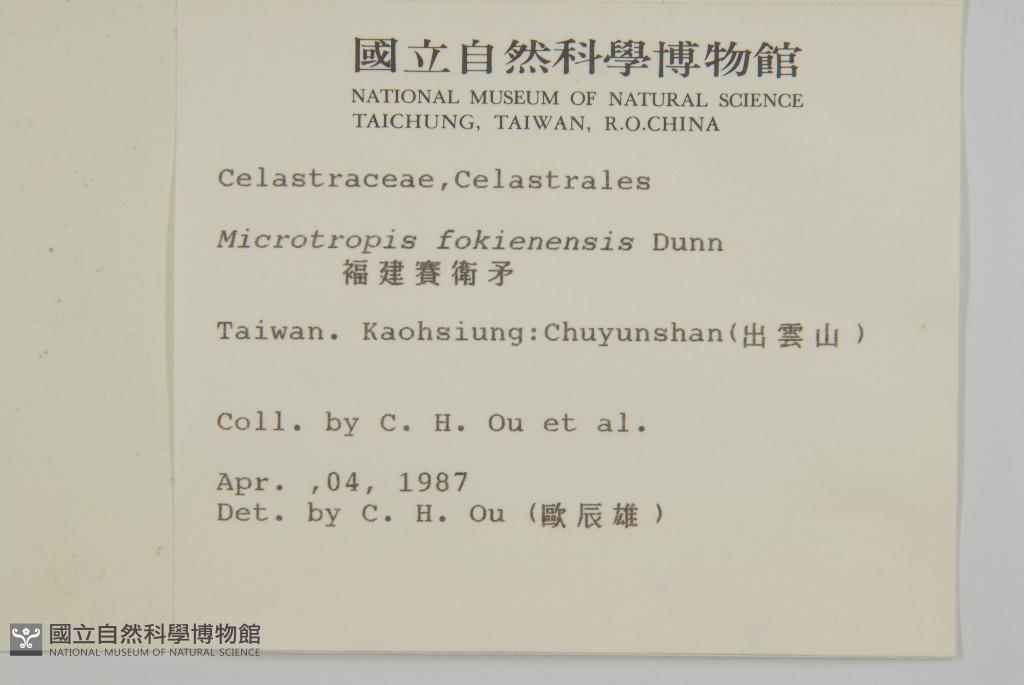 國立自然科學博物館
NATIONAL MUSEUM OF NATURAL SCIENCE
TAICHUNG, TAIWAN, R.O.CHINA
Celastraceae,Celastrales
Microtropis fokienensis Dunn
福建賽衛矛
Taiwan. Kaohsiung:Chuyunshan(出雲山)
Coll. by C. H. Ou et al.
Apr. ,04, 1987
Det. by C. H. Ou (歐辰雄)
國立自然科學博物館
NATIONAL MUSEUM OF NATURAL SCIENCE